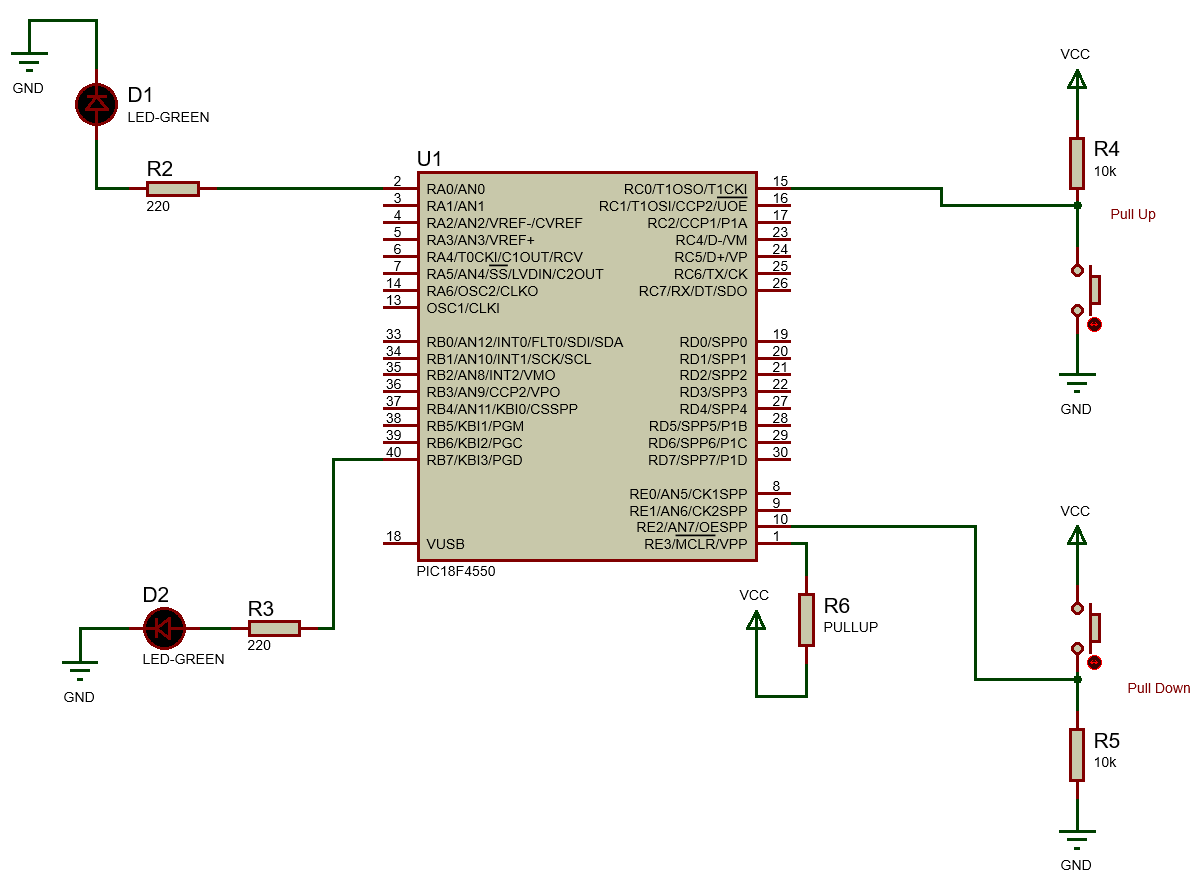 GND
D1
LED-GREEN
R2
220
U1
2 RA0/AN0
3 RA1/AN1
4 RA2/AN2/VREF-/CVREF
5 RA3/AN3/VREF+
6 RA4/T0CKI/C1OUT/RCV
7 RA5/AN4/SS/LVDIN/C2OUT
14 RA6/OSC2/CLKO
13 OSC1/CLKI
33 RB0/AN12/INT0/FLT0/SDI/SDA
34 RB1/AN10/INT1/SCK/SCL
35 RB2/AN8/INT2/VMO
36 RB3/AN9/CCP2/VPO
37 RB4/AN11/KBI0/CSSPP
38 RB5/KBI1/PGM
39 RB6/KBI2/PGC
40 RB7/KBI3/PGD
18 VUSB
RC0/T1OSO/T1CKI 15
RC1/T1OSI/CCP2/UOE 16
RC2/CCP1/P1A 17
RC4/D-/VM 23
RC5/D+/VP 24
RC6/TX/CK 25
RC7/RX/DT/SDO 26
RD0/SPP0 19
RD1/SPP1 20
RD2/SPP2 21
RD3/SPP3 22
RD4/SPP4 27
RD5/SPP5/P1B 28
RD6/SPP6/P1C 29
RD7/SPP7/P1D 30
RE0/AN5/CK1SPP 8
RE1/AN6/CK2SPP 9
RE2/AN7/OESPP 10
RE3/MCLR/VPP 1
PIC18F4550
VCC
R4
10k
Pull Up
GND
D2
LED-GREEN
R3
220
GND
VCC
R6
PULLUP
VCC
Pull Down
R5
10k
GND